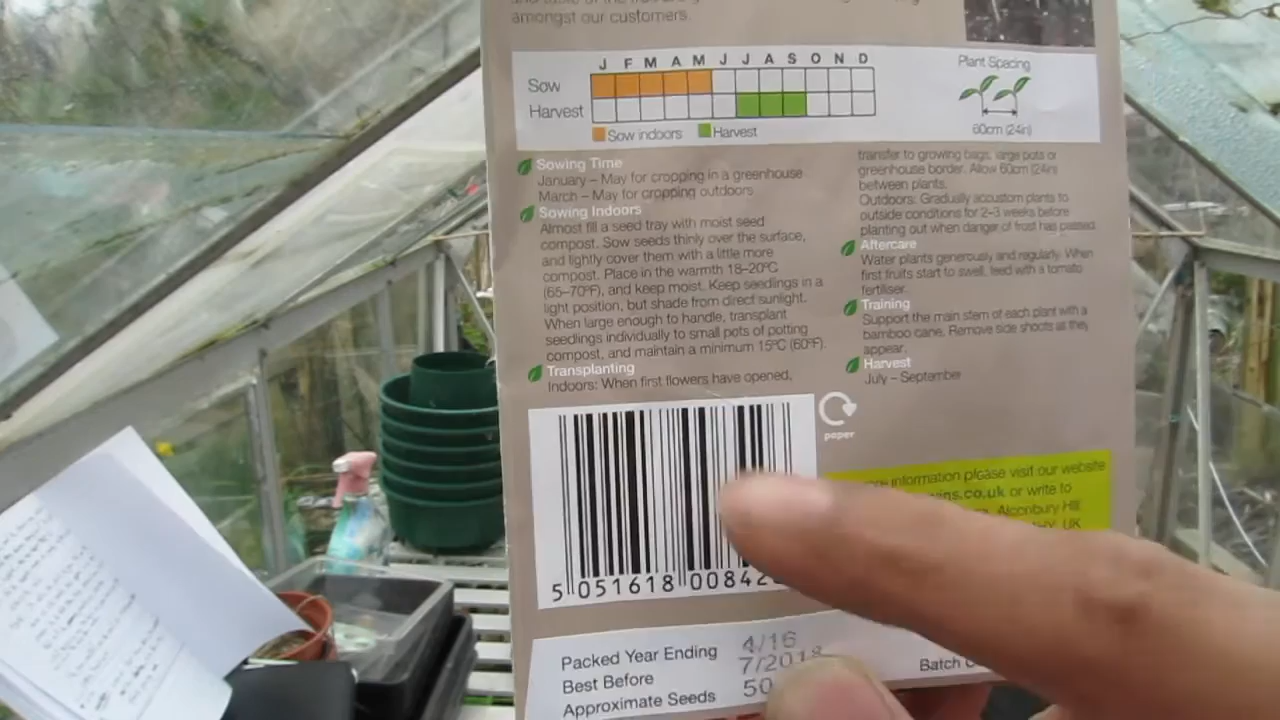 amongst our customers.
J F M A M J J A S O N D
Sow
Harvest
Sow indoors Harvest
Plant Spacing
60cm (24in)
Sowing Time
January – May for cropping in a greenhouse
March – May for cropping outdoors
Sowing Indoors
Almost fill a seed tray with moist seed
compost. Sow seeds thinly over the surface,
and lightly cover them with a little more
compost. Place in the warmth 18–20°C
(65–70°F), and keep moist. Keep seedlings in a
light position, but shade from direct sunlight.
When large enough to handle, transplant
seedlings individually to small pots of potting
compost, and maintain a minimum 15°C (60°F).
Transplanting
Indoors: When first flowers have opened,
transfer to growing bags, large pots or
greenhouse border. Allow 60cm (24in)
between plants.
Outdoors: Gradually accustom plants to
outside conditions for 2–3 weeks before
planting out when danger of frost has passed.
Aftercare
Water plants generously and regularly. When
first fruits start to swell, feed with a tomato
fertiliser.
Training
Support the main stem of each plant with a
bamboo cane. Remove side shoots as they
appear.
Harvest
July – September
paper
information please visit our website
.co.uk or write to
Alconbury Hill
UK
5 051618 00842
Packed Year Ending 4/16
Best Before 7/2018
Approximate Seeds 50
Batch